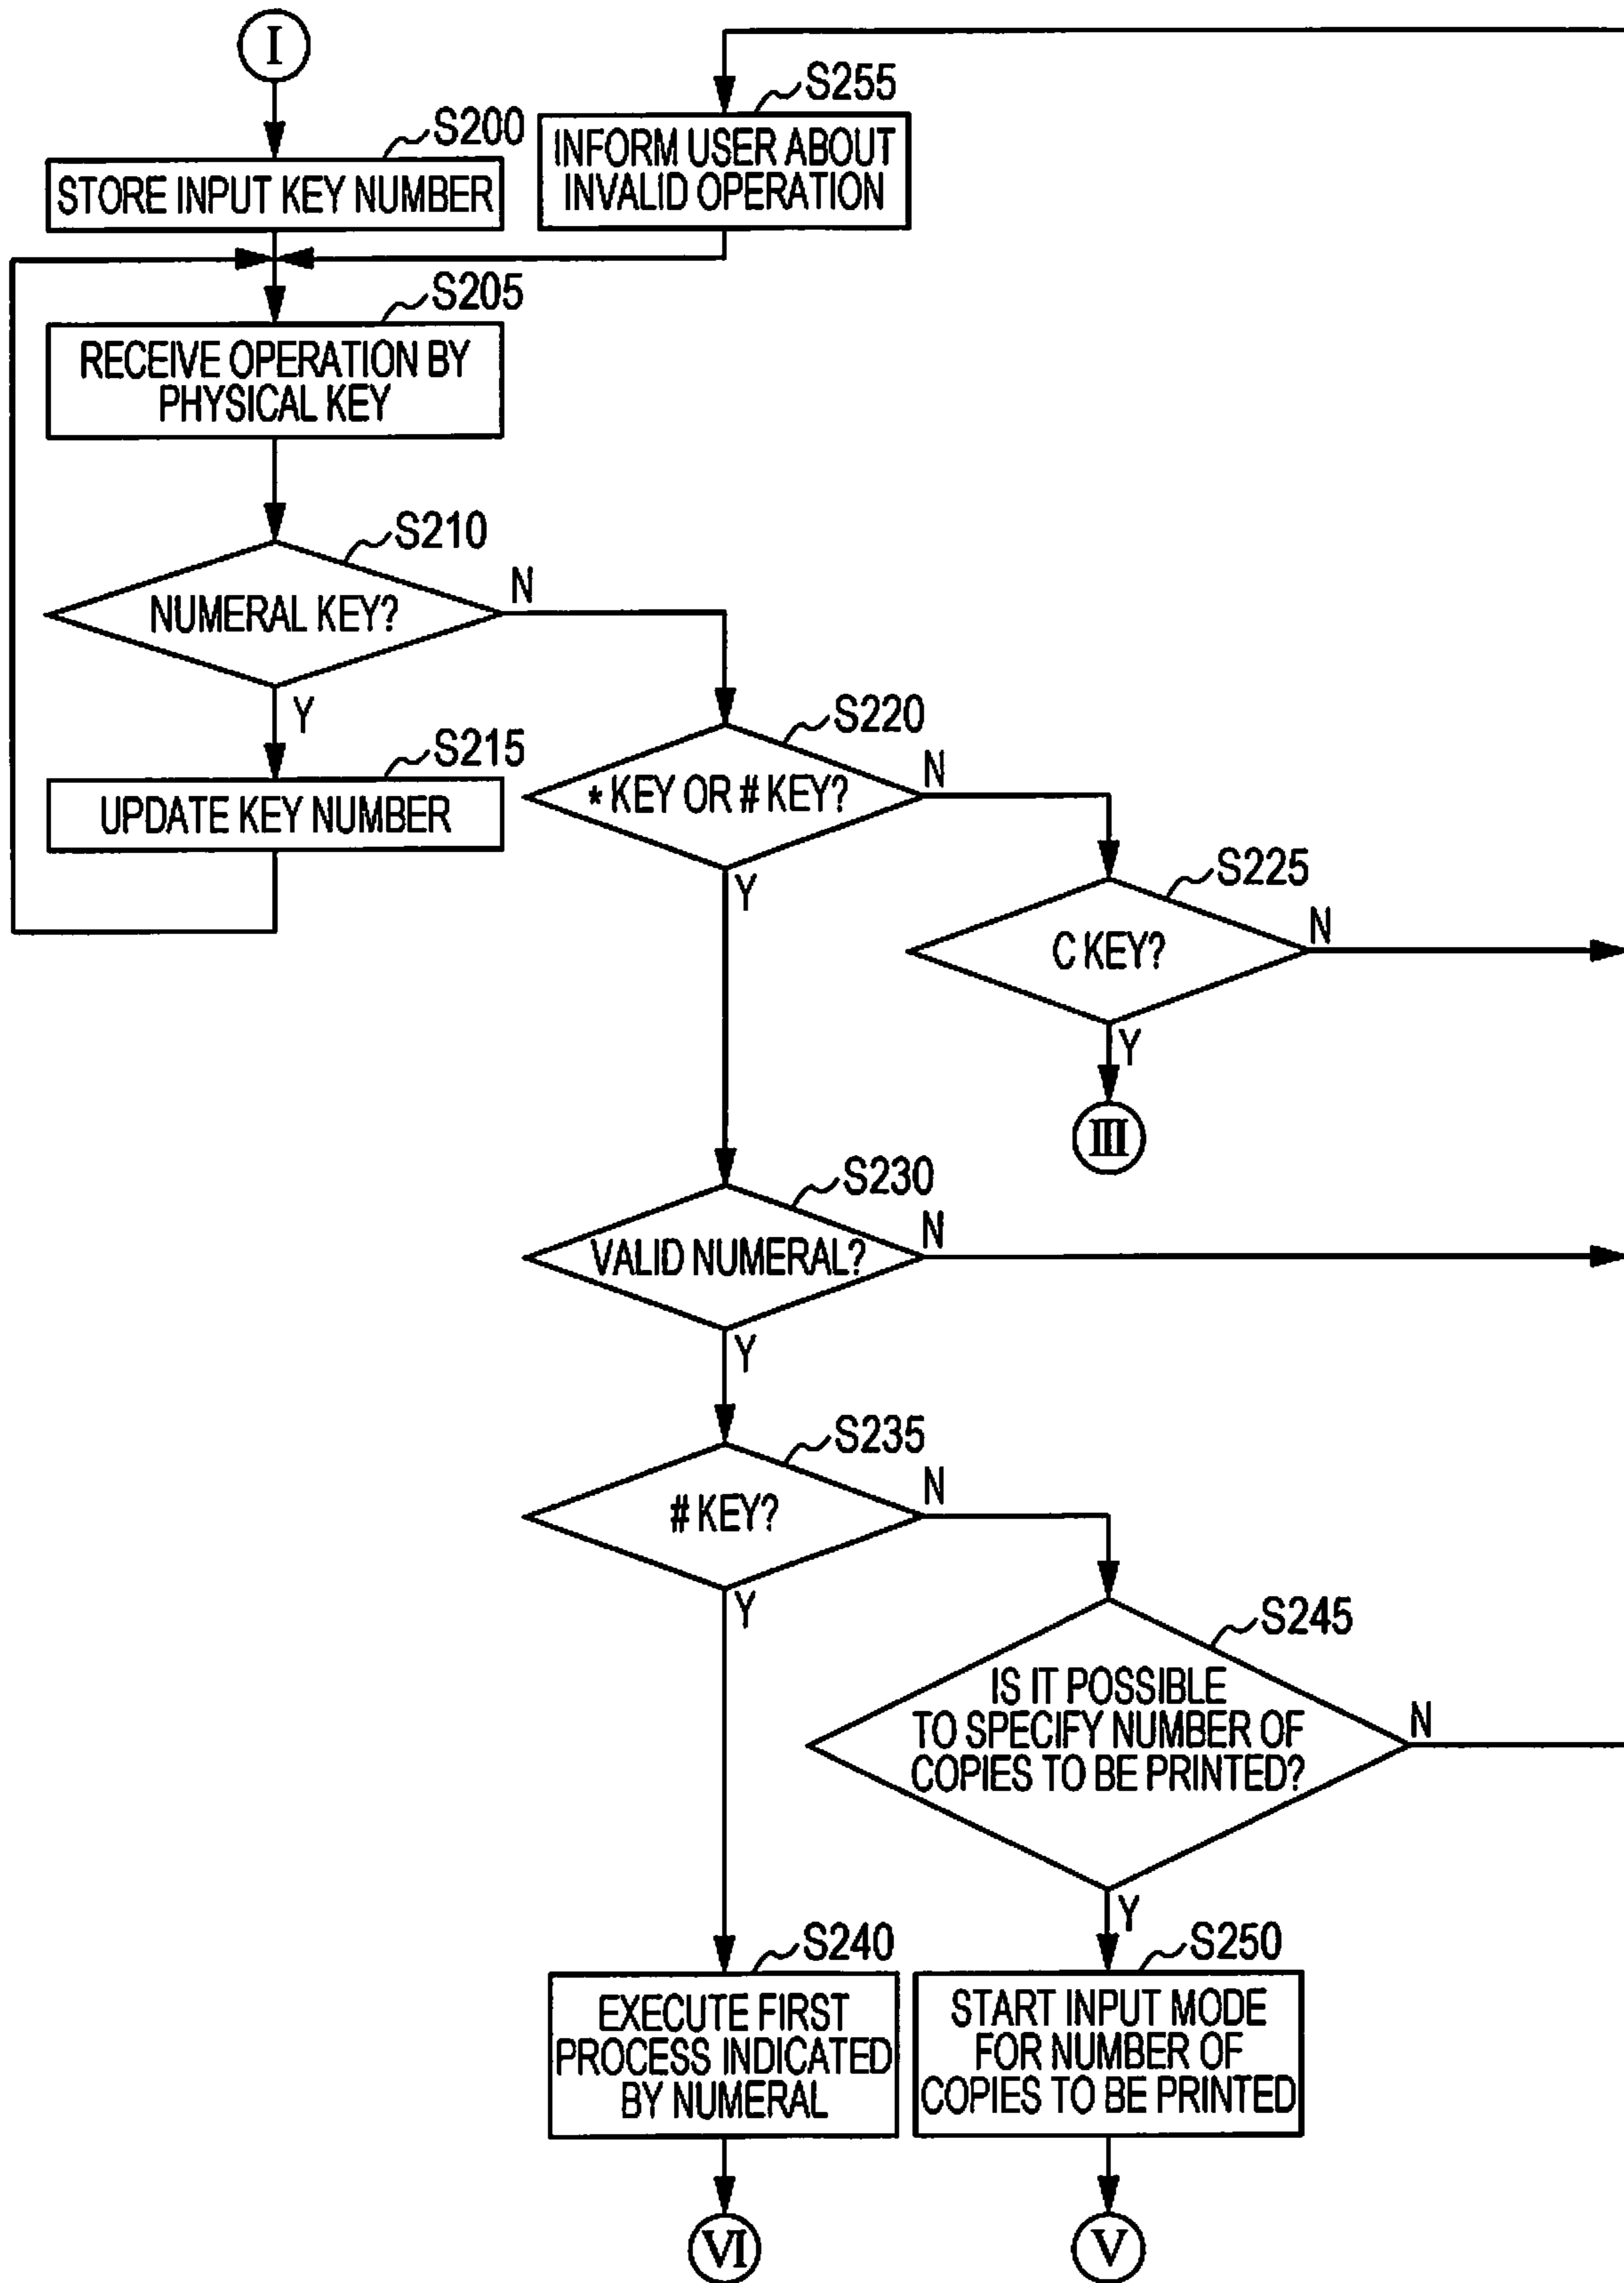 I
S200
STORE INPUT KEY NUMBER
S255
INFORM USER ABOUT
INVALID OPERATION
S205
RECEIVE OPERATION BY
PHYSICAL KEY
S210
NUMERAL KEY?
N
Y
S215
UPDATE KEY NUMBER
S220
* KEY OR # KEY?
N
Y
S225
C KEY?
N
Y
III
S230
VALID NUMERAL?
N
Y
S235
# KEY?
N
Y
S245
IS IT POSSIBLE
TO SPECIFY NUMBER OF
COPIES TO BE PRINTED?
N
Y
S240
EXECUTE FIRST
PROCESS INDICATED
BY NUMERAL
S250
START INPUT MODE
FOR NUMBER OF
COPIES TO BE PRINTED
VI
V